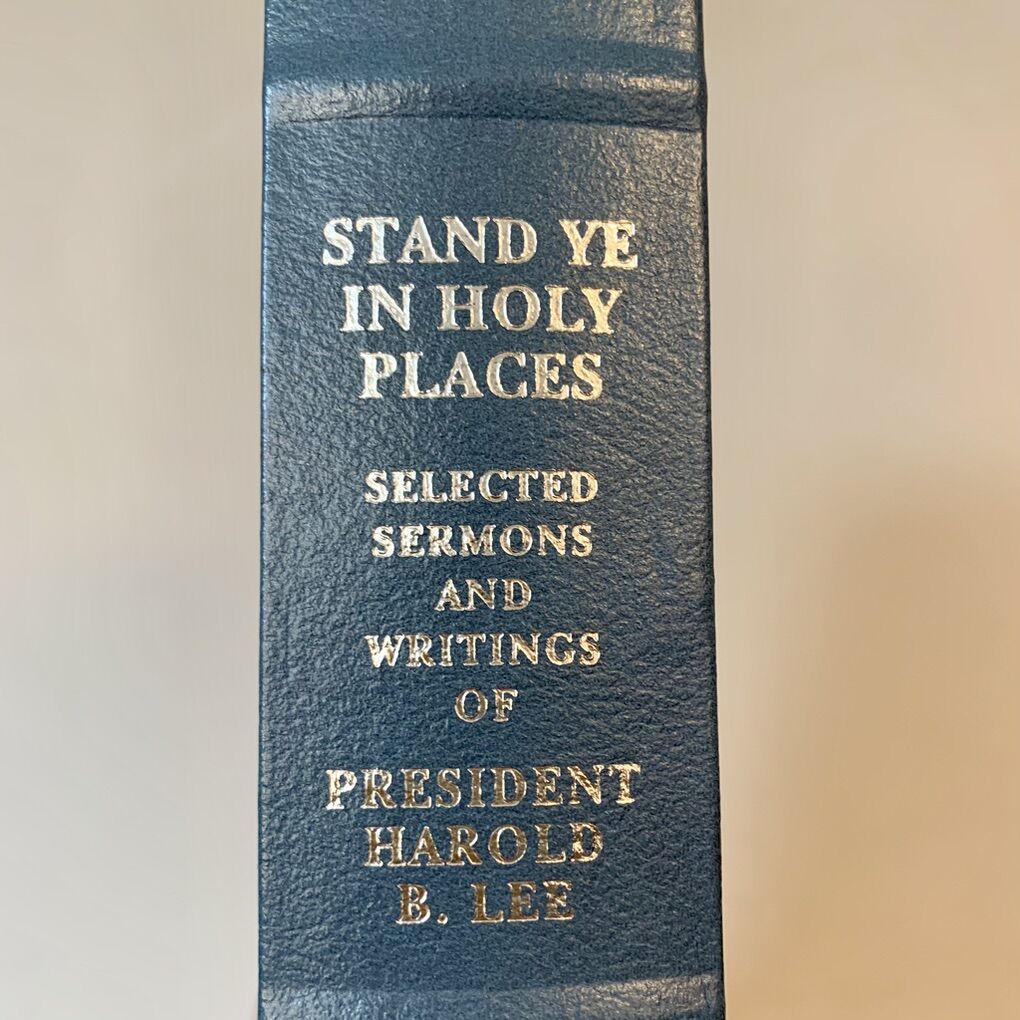 STAND YE
IN HOLY
PLACES
SELECTED
SERMONS
AND
WRITINGS
OF
PRESIDENT
HAROLD
B. LEE